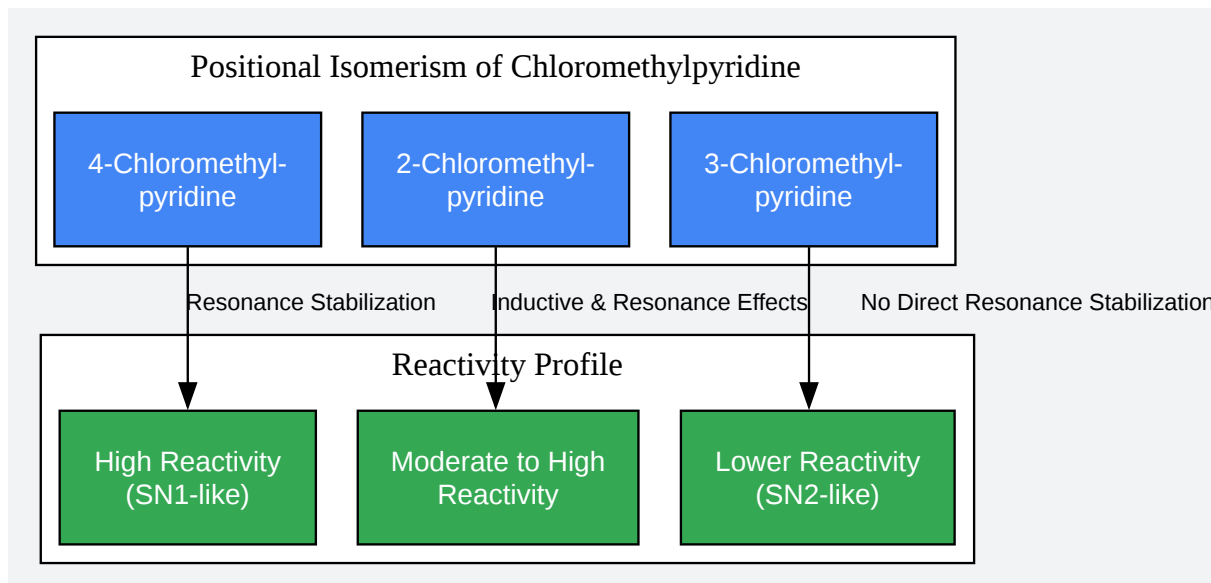 Positional Isomerism of Chloromethylpyridine
4-Chloromethyl-
pyridine
2-Chloromethyl-
pyridine
3-Chloromethyl-
pyridine
Resonance Stabilization
Inductive & Resonance Effects
No Direct Resonance Stabilization
Reactivity Profile
High Reactivity
(SN1-like)
Moderate to High
Reactivity
Lower Reactivity
(SN2-like)